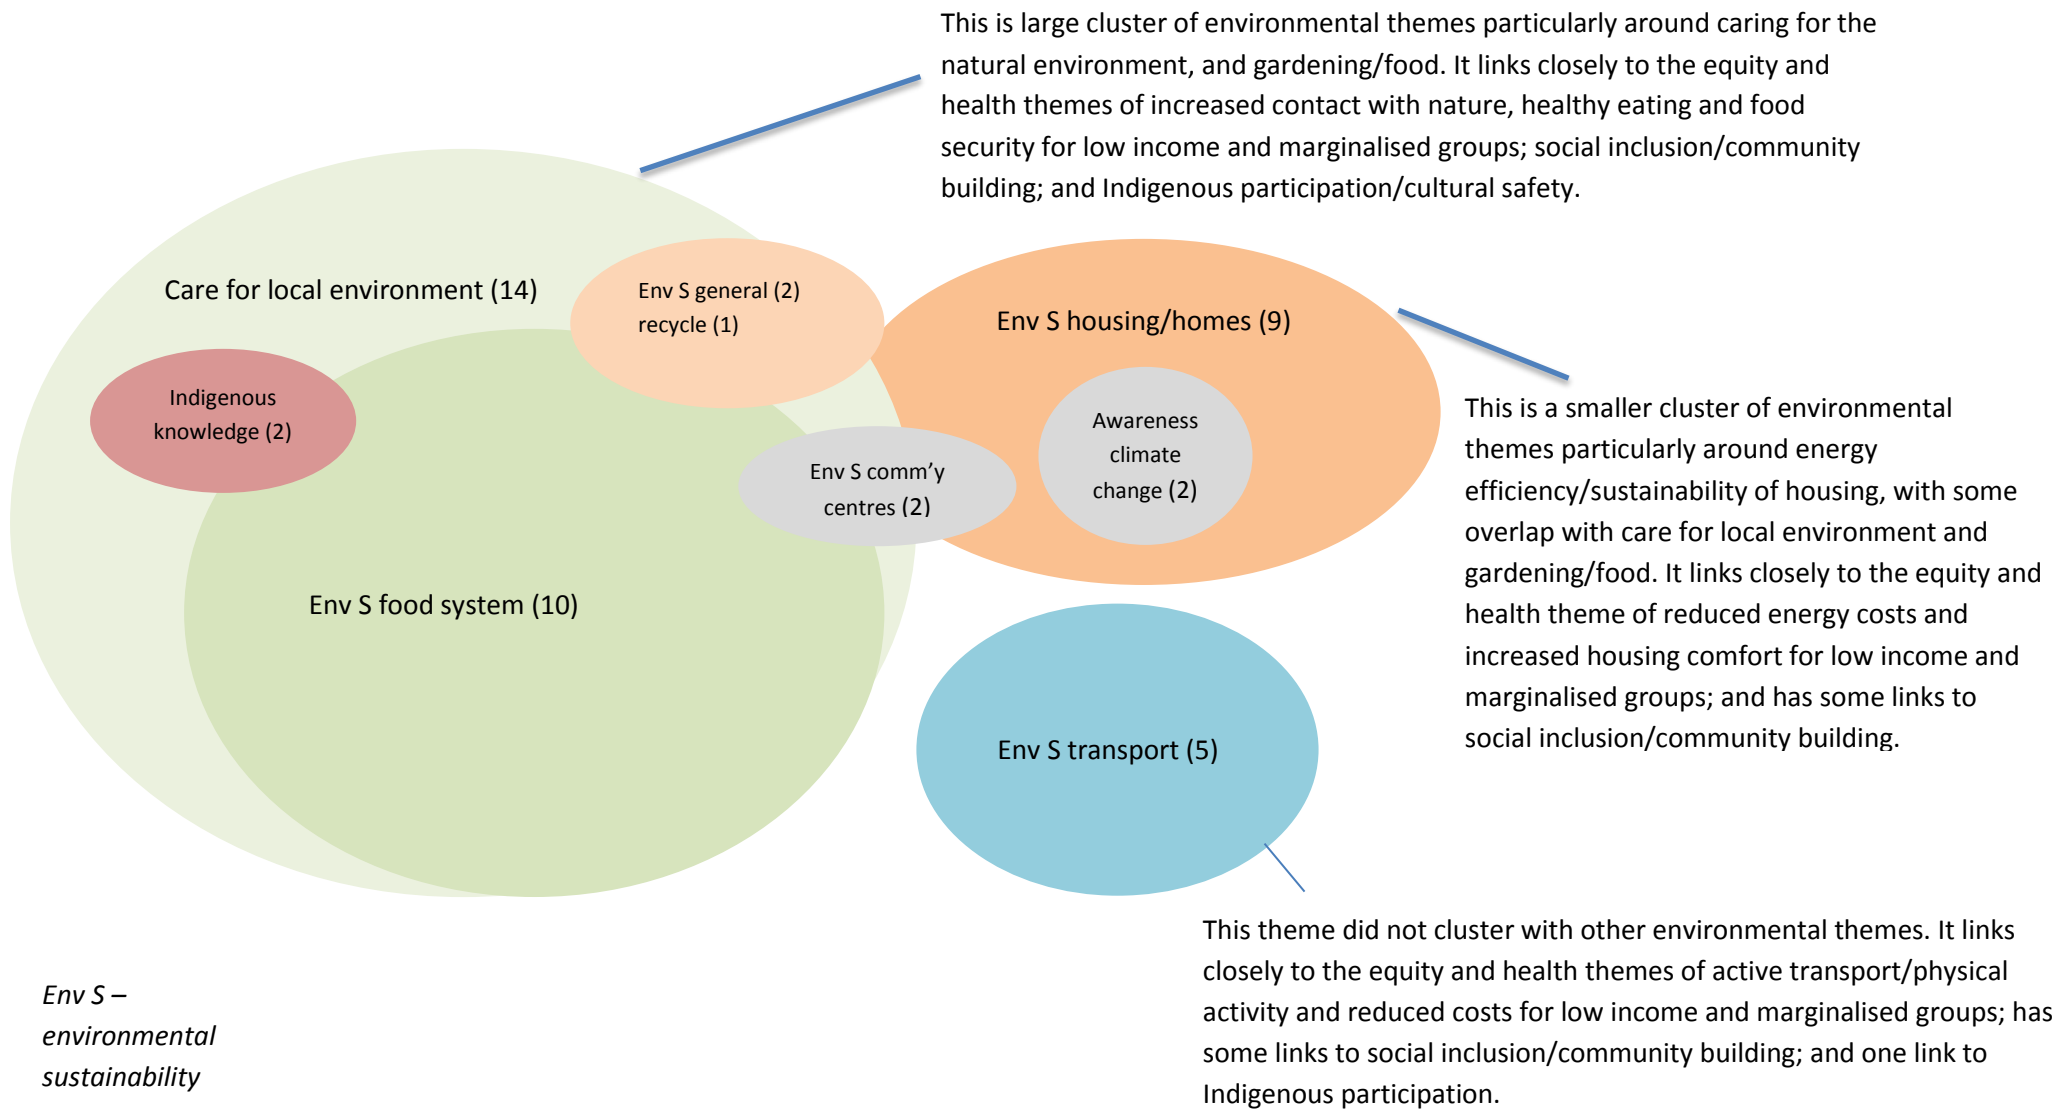 This is large cluster of environmental themes particularly around caring for the
natural environment, and gardening/food. It links closely to the equity and
health themes of increased contact with nature, healthy eating and food
security for low income and marginalised groups; social inclusion/community
building; and Indigenous participation/cultural safety.
Care for local environment (14)
Env S general (2)
recycle (1)
Env S housing/homes (9)
Indigenous
knowledge (2)
Awareness
climate
change (2)
Env S comm’y
centres (2)
This is a smaller cluster of environmental
themes particularly around energy
efficiency/sustainability of housing, with some
overlap with care for local environment and
gardening/food. It links closely to the equity and
health theme of reduced energy costs and
increased housing comfort for low income and
marginalised groups; and has some links to
social inclusion/community building.
Env S food system (10)
Env S transport (5)
This theme did not cluster with other environmental themes. It links
closely to the equity and health themes of active transport/physical
activity and reduced costs for low income and marginalised groups; has
some links to social inclusion/community building; and one link to
Indigenous participation.
Env S –
environmental
sustainability